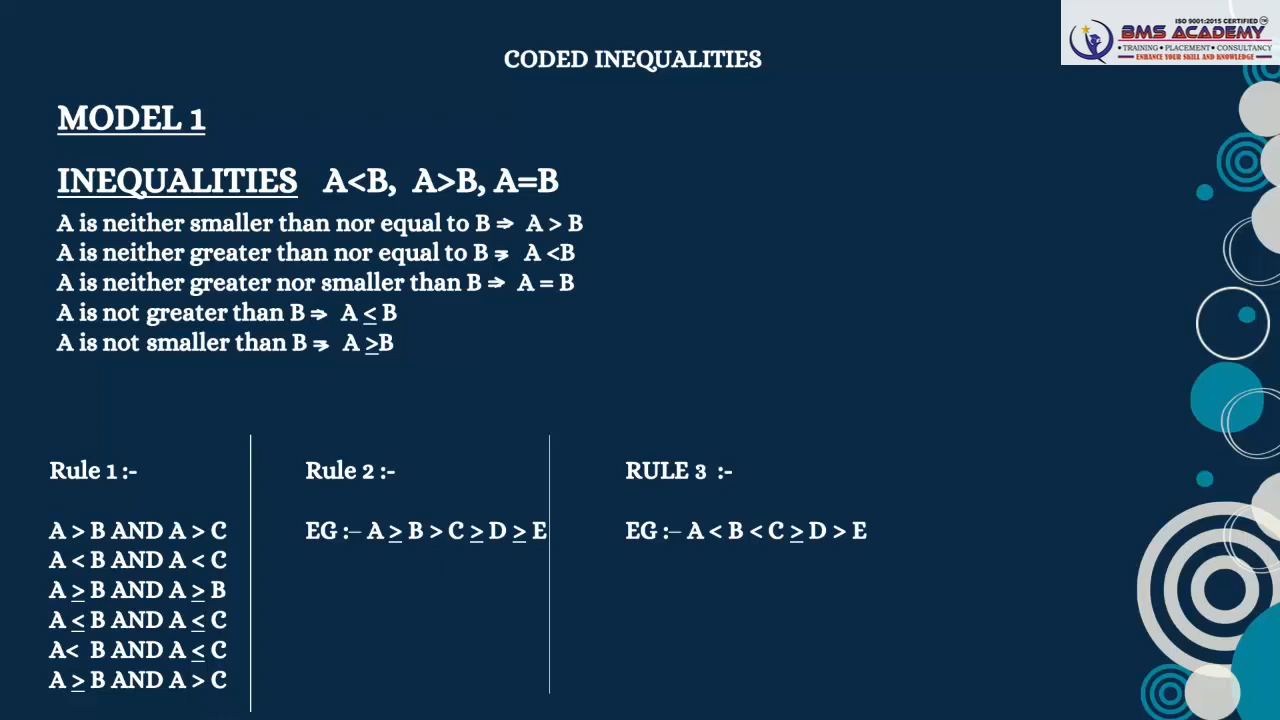 ISO 9001:2015 CERTIFIED TM
BMS ACADEMY
• TRAINING • PLACEMENT • CONSULTANCY
ENHANCE YOUR SKILL AND KNOWLEDGE
CODED INEQUALITIES
MODEL 1
INEQUALITIES A<B, A>B, A=B
A is neither smaller than nor equal to B ⇒ A > B
A is neither greater than nor equal to B ⇒ A <B
A is neither greater nor smaller than B ⇒ A = B
A is not greater than B ⇒ A ≤ B
A is not smaller than B ⇒ A ≥B
Rule 1 :-
A > B AND A > C
A < B AND A < C
A ≥ B AND A ≥ B
A ≤ B AND A ≤ C
A< B AND A ≤ C
A ≥ B AND A > C
Rule 2 :-
EG :– A ≥ B > C ≥ D ≥ E
RULE 3 :-
EG :– A < B < C ≥ D > E